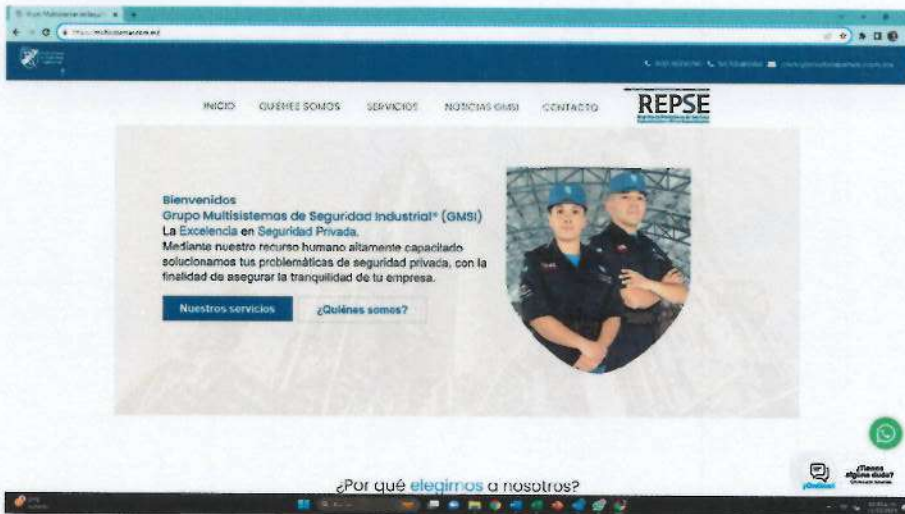 INICIO QUIÉNES SOMOS SERVICIOS NOTICIAS GMSI CONTACTO REPSE
Bienvenidos
Grupo Multisistemas de Seguridad Industrial® (GMSI)
La Excelencia en Seguridad Privada.
Mediante nuestro recurso humano altamente capacitado
solucionamos tus problemáticas de seguridad privada, con la
finalidad de asegurar la tranquilidad de tu empresa.
Nuestros servicios ¿Quiénes somos?
¿Tienes
alguna duda?
¿Por qué elegirnos a nosotros?